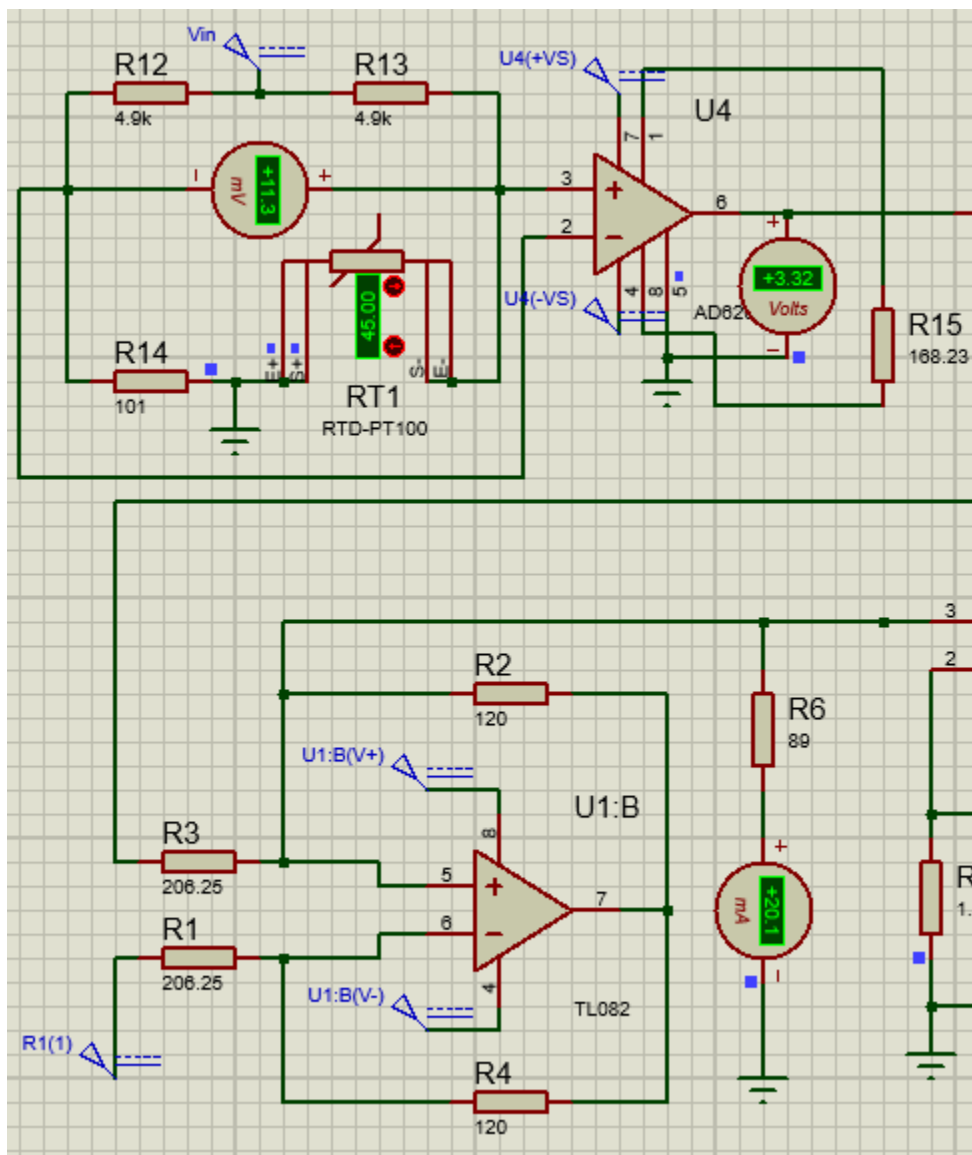 Vin
R12
4.9k
R13
4.9k
U4(+VS)
7
1
U4
- +11.3 mV +
3
2
6
U4(-VS)
4
8
5
+
+3.32
Volts
-
R15
168.23
45.00
R14
101
E+
S+
S-
E-
RT1
RTD-PT100
3
2
R2
120
R6
89
U1:B(V+)
8
U1:B
R3
206.25
5
6
7
R1
206.25
+
+20.1
mA
-
4
U1:B(V-)
TL082
R1(1)
R4
120